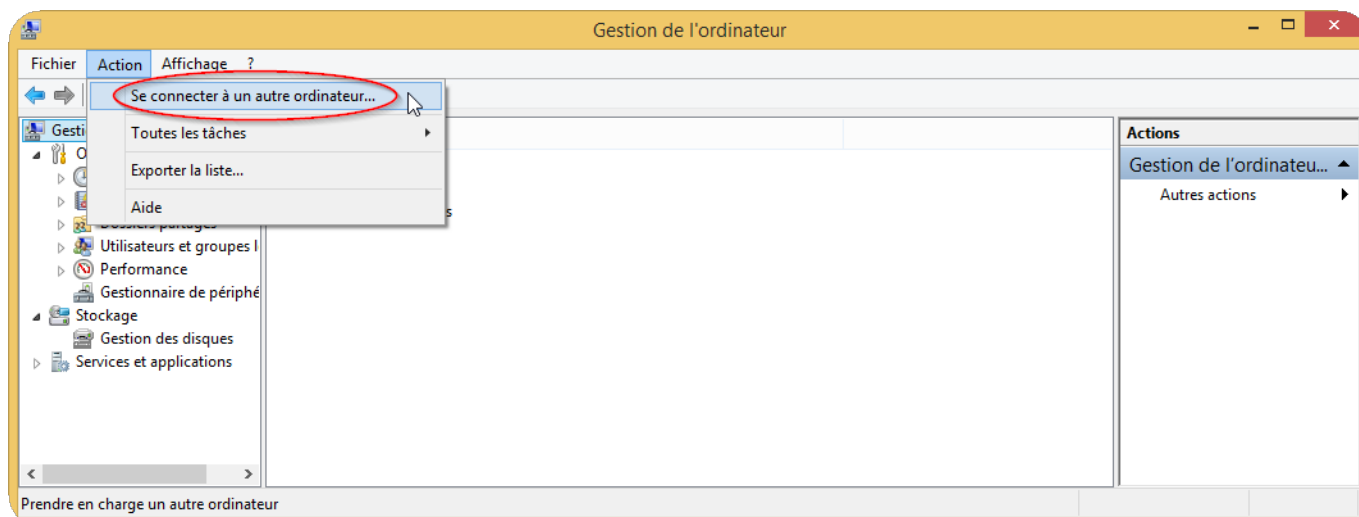 Gestion de l'ordinateur
Fichier Action Affichage ?
Se connecter à un autre ordinateur...
Toutes les tâches
Exporter la liste...
Aide
Gesti
O
Utilisateurs et groupes l
Performance
Gestionnaire de périphé
Stockage
Gestion des disques
Services et applications
s
Actions
Gestion de l'ordinateu...
Autres actions
Prendre en charge un autre ordinateur